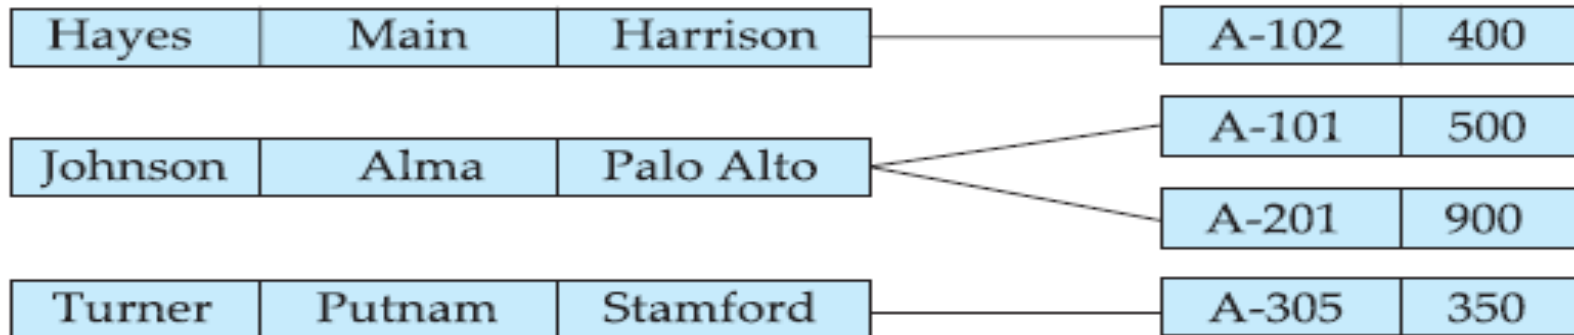 Hayes Main Harrison A-102 400
A-101 500
Johnson Alma Palo Alto
A-201 900
Turner Putnam Stamford A-305 350